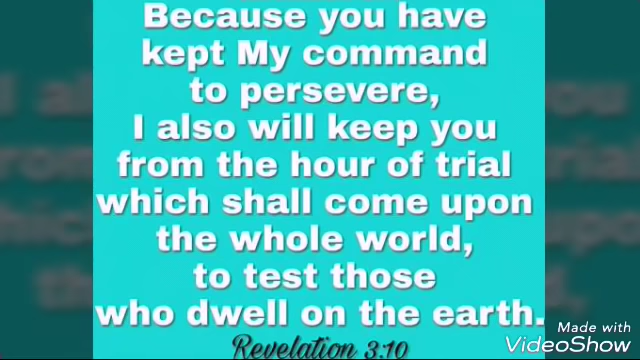 Because you have
kept My command
to persevere,
I also will keep you
from the hour of trial
which shall come upon
the whole world,
to test those
who dwell on the earth.
Revelation 3:10
Made with
VideoShow